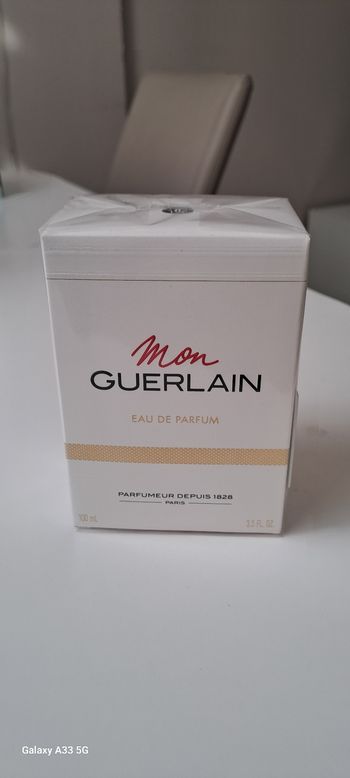 Mon
GUERLAIN
EAU DE PARFUM
PARFUMEUR DEPUIS 1828
PARIS
100 mL 3.3 FL. OZ.
Galaxy A33 5G